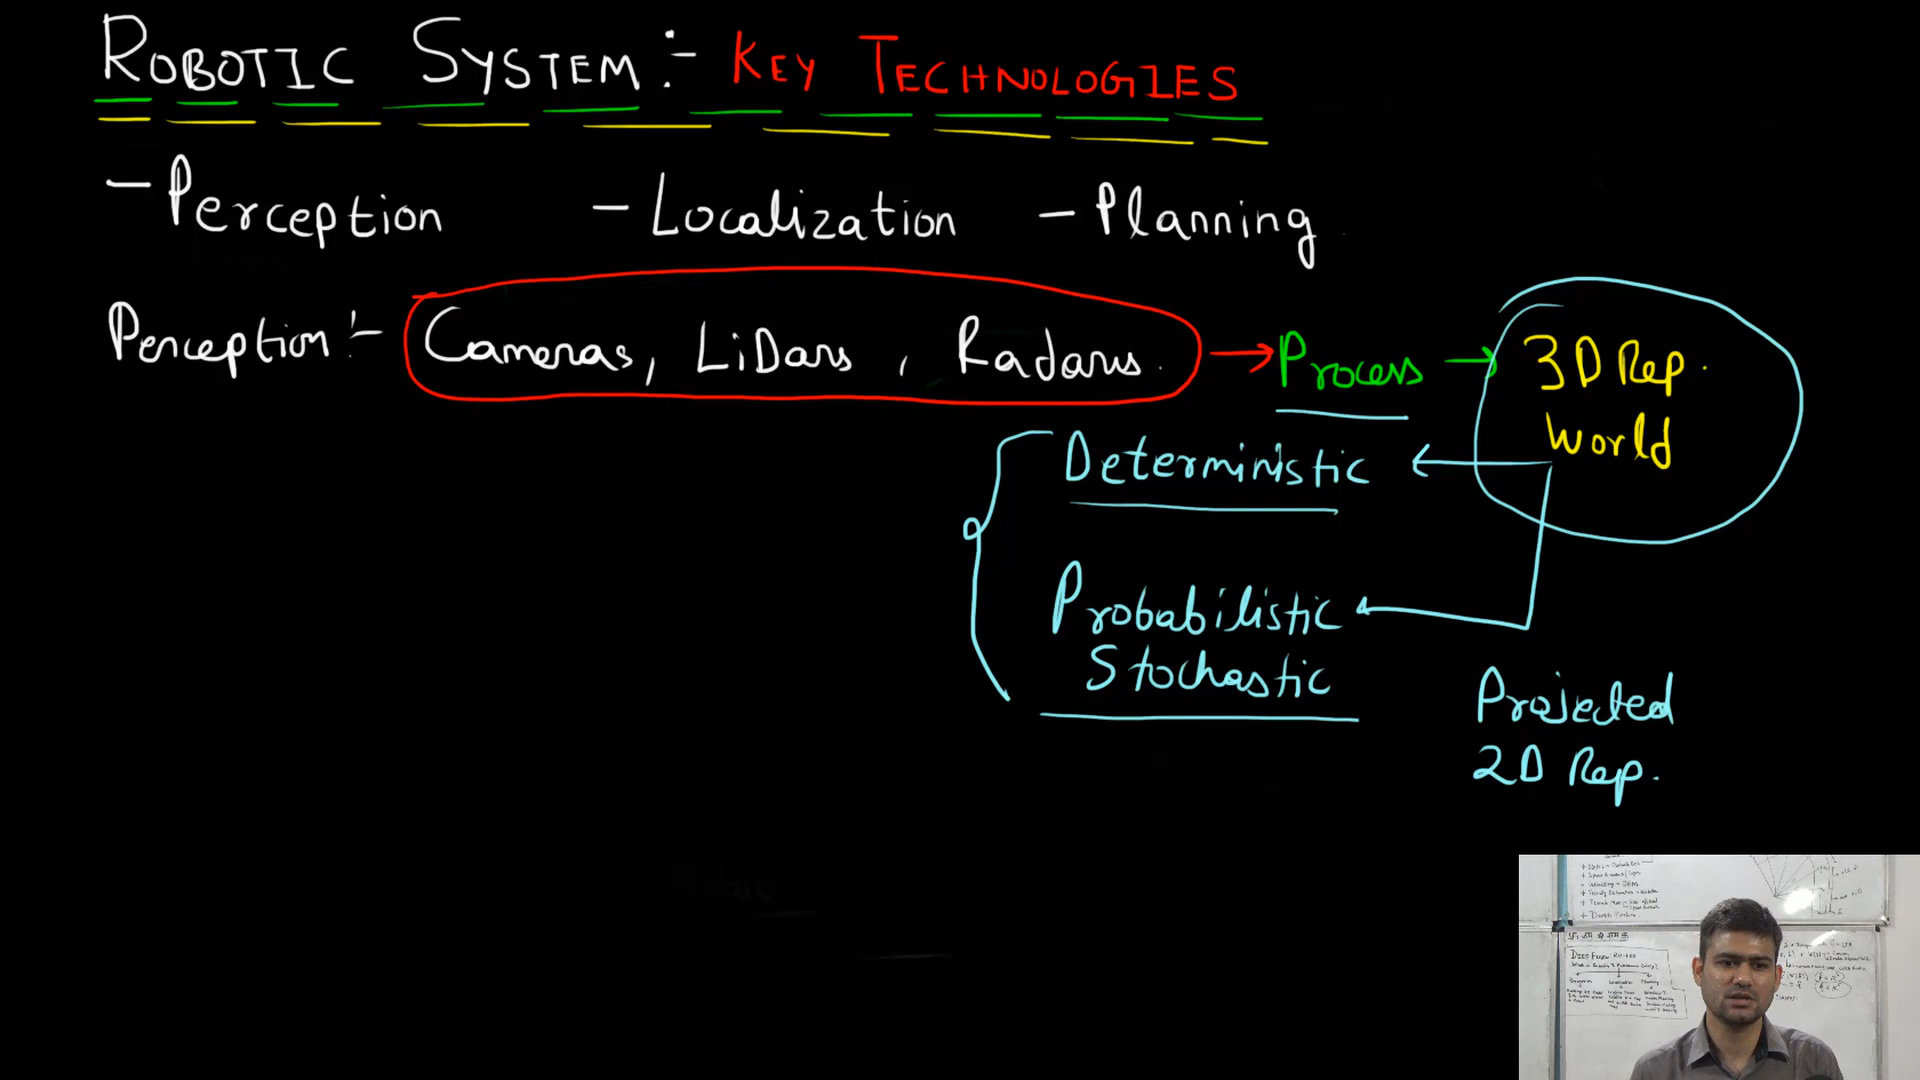 ROBOTIC SYSTEM :- KEY TECHNOLOGIES
- Perception - Localization - Planning
Perception :- Cameras, LiDars, Radars. → Process → 3D Rep.
World
Deterministic
Probabilistic
Stochastic
Projected
2D Rep.